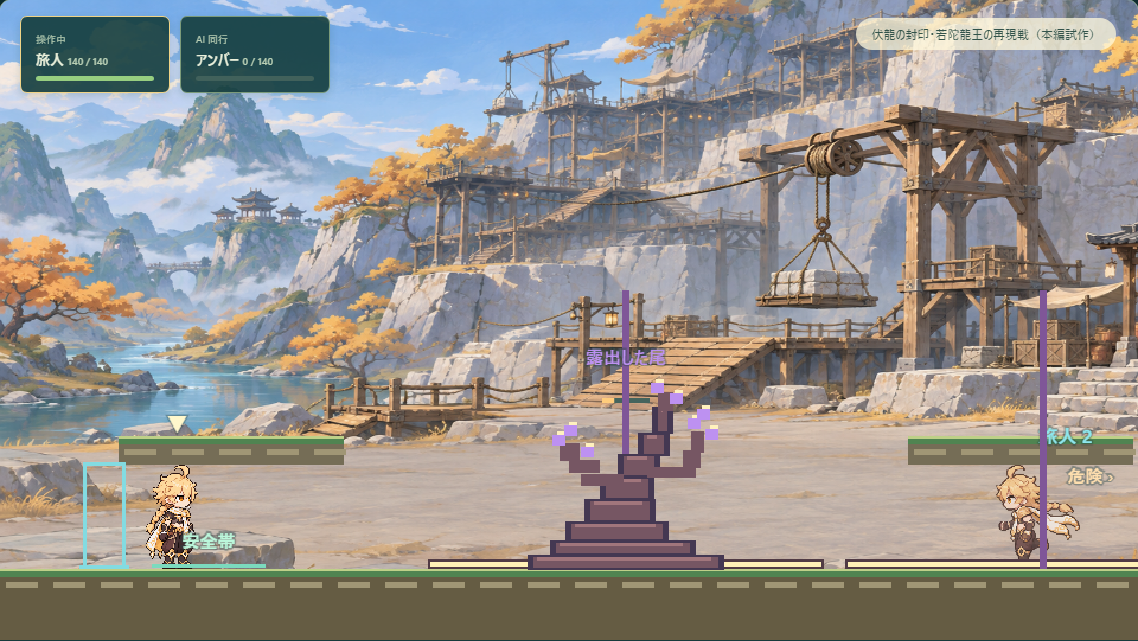 操作中
旅人 140 / 140
AI 同行
アンバー 0 / 140
伏龍の封印・若陀龍王の再現戦（本編試作）
露出した尾
旅人 2
危険›
安全帯